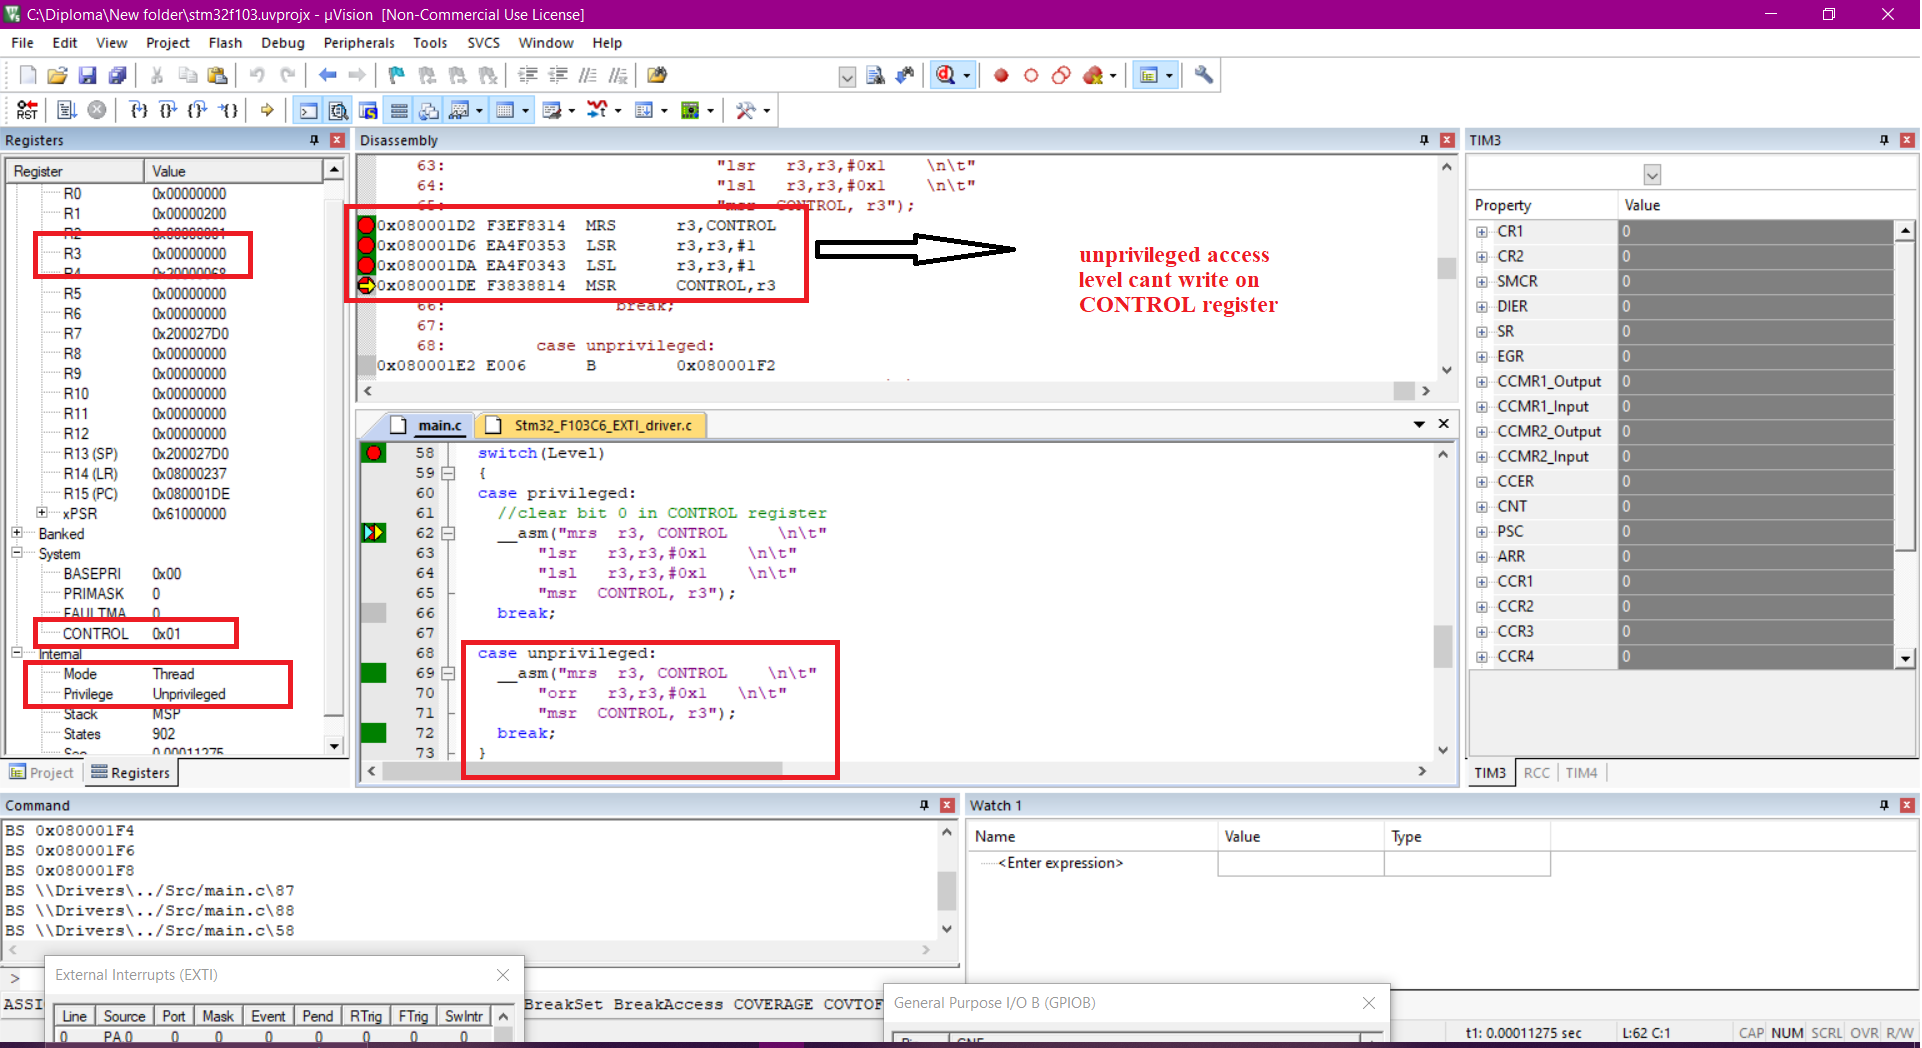 C:\Diploma\New folder\stm32f103.uvprojx - µVision  [Non-Commercial Use License]
File Edit View Project Flash Debug Peripherals Tools SVCS Window Help
Registers
Register Value
R0 0x00000000
R1 0x00000200
R2 0x00000001
R3 0x00000000
R4 0x20000068
R5 0x00000000
R6 0x00000000
R7 0x200027D0
R8 0x00000000
R9 0x00000000
R10 0x00000000
R11 0x00000000
R12 0x00000000
R13 (SP) 0x200027D0
R14 (LR) 0x08000237
R15 (PC) 0x080001DE
xPSR 0x61000000
Banked
System
BASEPRI 0x00
PRIMASK 0
FAULTMA 0
CONTROL 0x01
Internal
Mode Thread
Privilege Unprivileged
Stack MSP
States 902
Sec 0.00011275
Project Registers
Disassembly
63: "lsr r3,r3,#0x1 \n\t"
64: "lsl r3,r3,#0x1 \n\t"
65: "msr CONTROL, r3");
0x080001D2 F3EF8314 MRS r3,CONTROL
0x080001D6 EA4F0353 LSR r3,r3,#1
0x080001DA EA4F0343 LSL r3,r3,#1
0x080001DE F3838814 MSR CONTROL,r3
66: break;
67:
68: case unprivileged:
0x080001E2 E006 B 0x080001F2
unprivileged access
level cant write on
CONTROL register
main.c Stm32_F103C6_EXTI_driver.c
58 switch(Level)
59 {
60 case privileged:
61 //clear bit 0 in CONTROL register
62 __asm("mrs r3, CONTROL \n\t"
63 "lsr r3,r3,#0x1 \n\t"
64 "lsl r3,r3,#0x1 \n\t"
65 "msr CONTROL, r3");
66 break;
67
68 case unprivileged:
69 __asm("mrs r3, CONTROL \n\t"
70 "orr r3,r3,#0x1 \n\t"
71 "msr CONTROL, r3");
72 break;
73 }
TIM3
Property Value
CR1 0
CR2 0
SMCR 0
DIER 0
SR 0
EGR 0
CCMR1_Output 0
CCMR1_Input 0
CCMR2_Output 0
CCMR2_Input 0
CCER 0
CNT 0
PSC 0
ARR 0
CCR1 0
CCR2 0
CCR3 0
CCR4 0
TIM3 RCC TIM4
Command
BS 0x080001F4
BS 0x080001F6
BS 0x080001F8
BS \\Drivers\../Src/main.c\87
BS \\Drivers\../Src/main.c\88
BS \\Drivers\../Src/main.c\58
>
ASSI
BreakSet BreakAccess COVERAGE COVTOF
External Interrupts (EXTI)
Line Source Port Mask Event Pend RTrig FTrig SwIntr
0 PA.0 0 0 0 0 0 0 0
Watch 1
Name Value Type
<Enter expression>
General Purpose I/O B (GPIOB)
t1: 0.00011275 sec L:62 C:1 CAP NUM SCRL OVR R/W